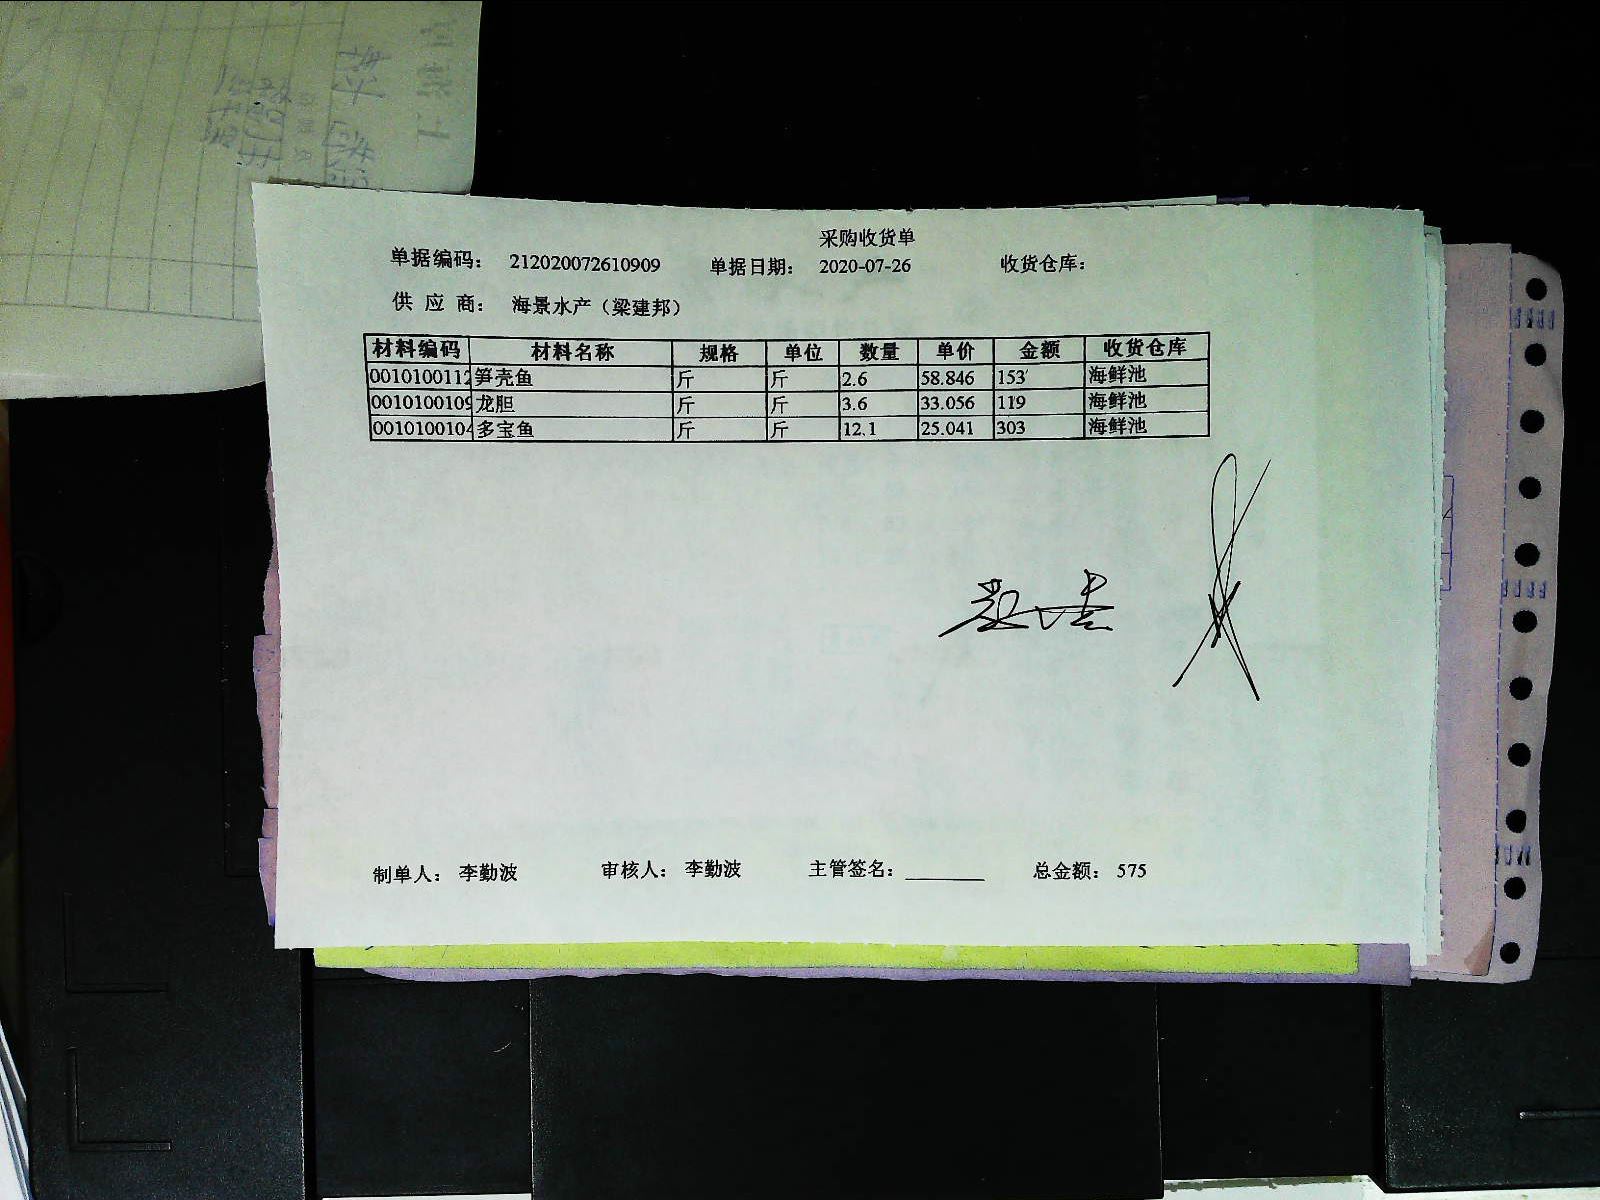 采购收货单
单据编码： 212020072610909 单据日期： 2020-07-26 收货仓库：
供 应 商： 海景水产（梁建邦）
材料编码 材料名称 规格 单位 数量 单价 金额 收货仓库
0010100112 笋壳鱼 斤 斤 2.6 58.846 153 海鲜池
0010100109 龙胆 斤 斤 3.6 33.056 119 海鲜池
0010100104 多宝鱼 斤 斤 12.1 25.041 303 海鲜池
制单人： 李勤波 审核人： 李勤波 主管签名： 总金额： 575